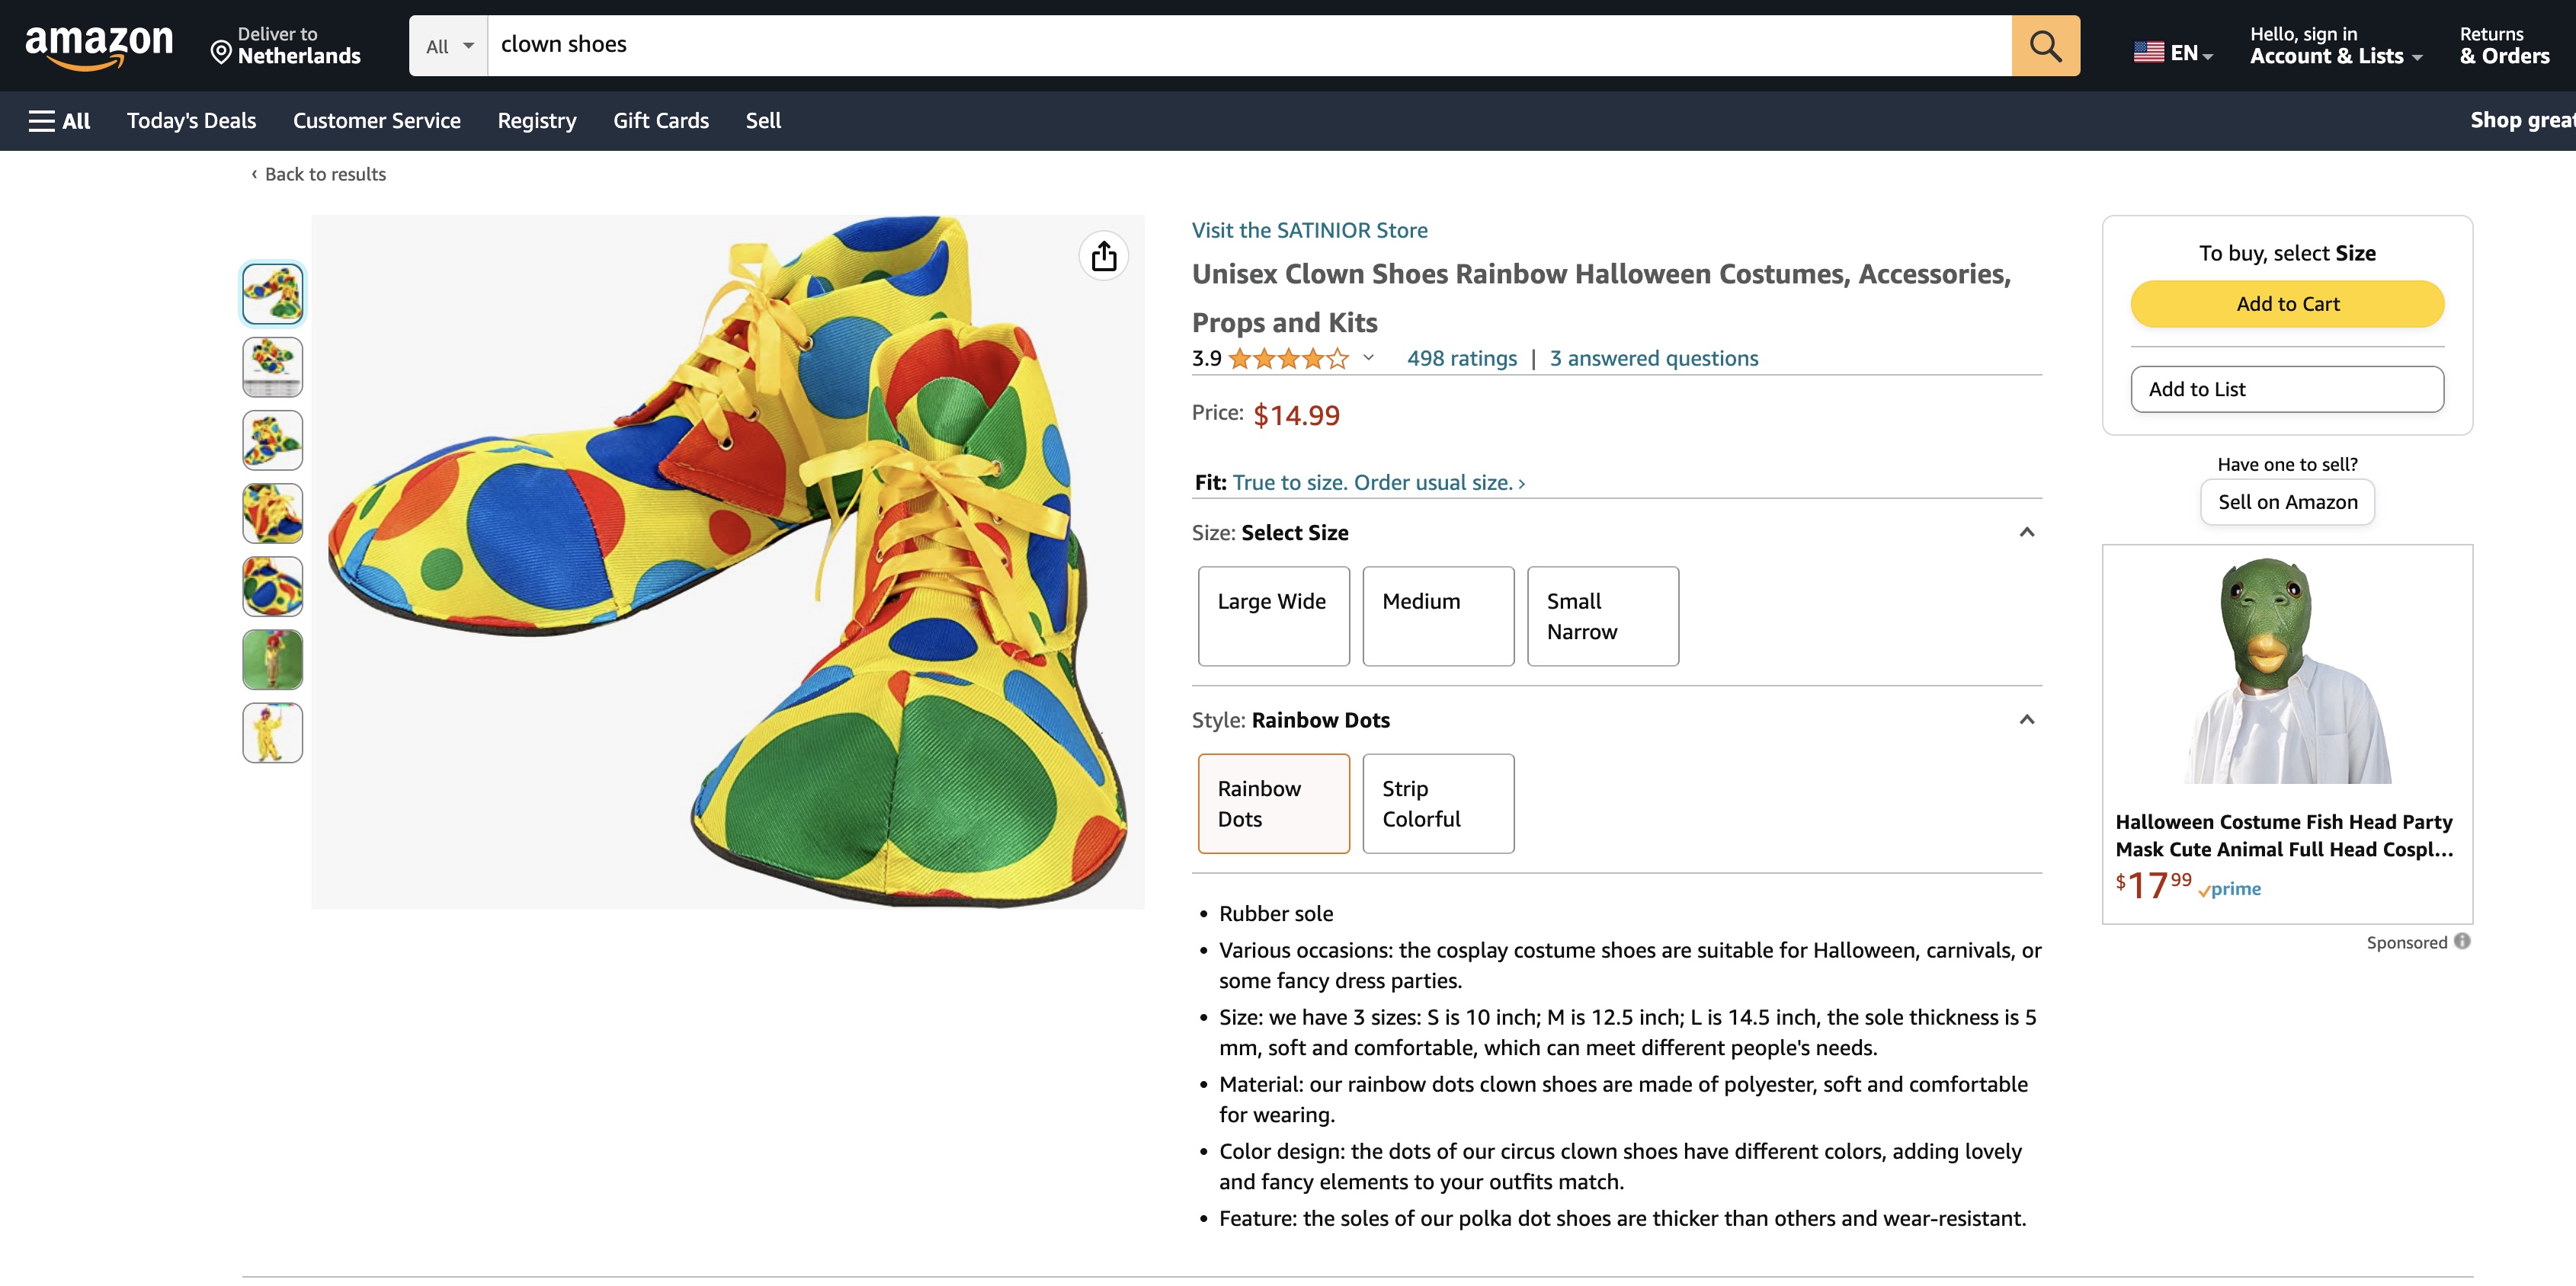 amazon
Deliver to
Netherlands
All
clown shoes
EN
Hello, sign in
Account & Lists
Returns
& Orders
All
Today's Deals
Customer Service
Registry
Gift Cards
Sell
Shop great
‹ Back to results
Visit the SATINIOR Store
Unisex Clown Shoes Rainbow Halloween Costumes, Accessories,
Props and Kits
3.9
498 ratings | 3 answered questions
Price: $14.99
Fit: True to size. Order usual size. ›
Size: Select Size
Large Wide
Medium
Small
Narrow
Style: Rainbow Dots
Rainbow
Dots
Strip
Colorful
• Rubber sole
• Various occasions: the cosplay costume shoes are suitable for Halloween, carnivals, or
some fancy dress parties.
• Size: we have 3 sizes: S is 10 inch; M is 12.5 inch; L is 14.5 inch, the sole thickness is 5
mm, soft and comfortable, which can meet different people's needs.
• Material: our rainbow dots clown shoes are made of polyester, soft and comfortable
for wearing.
• Color design: the dots of our circus clown shoes have different colors, adding lovely
and fancy elements to your outfits match.
• Feature: the soles of our polka dot shoes are thicker than others and wear-resistant.
To buy, select Size
Add to Cart
Add to List
Have one to sell?
Sell on Amazon
Halloween Costume Fish Head Party
Mask Cute Animal Full Head Cospl...
$17.99 prime
Sponsored